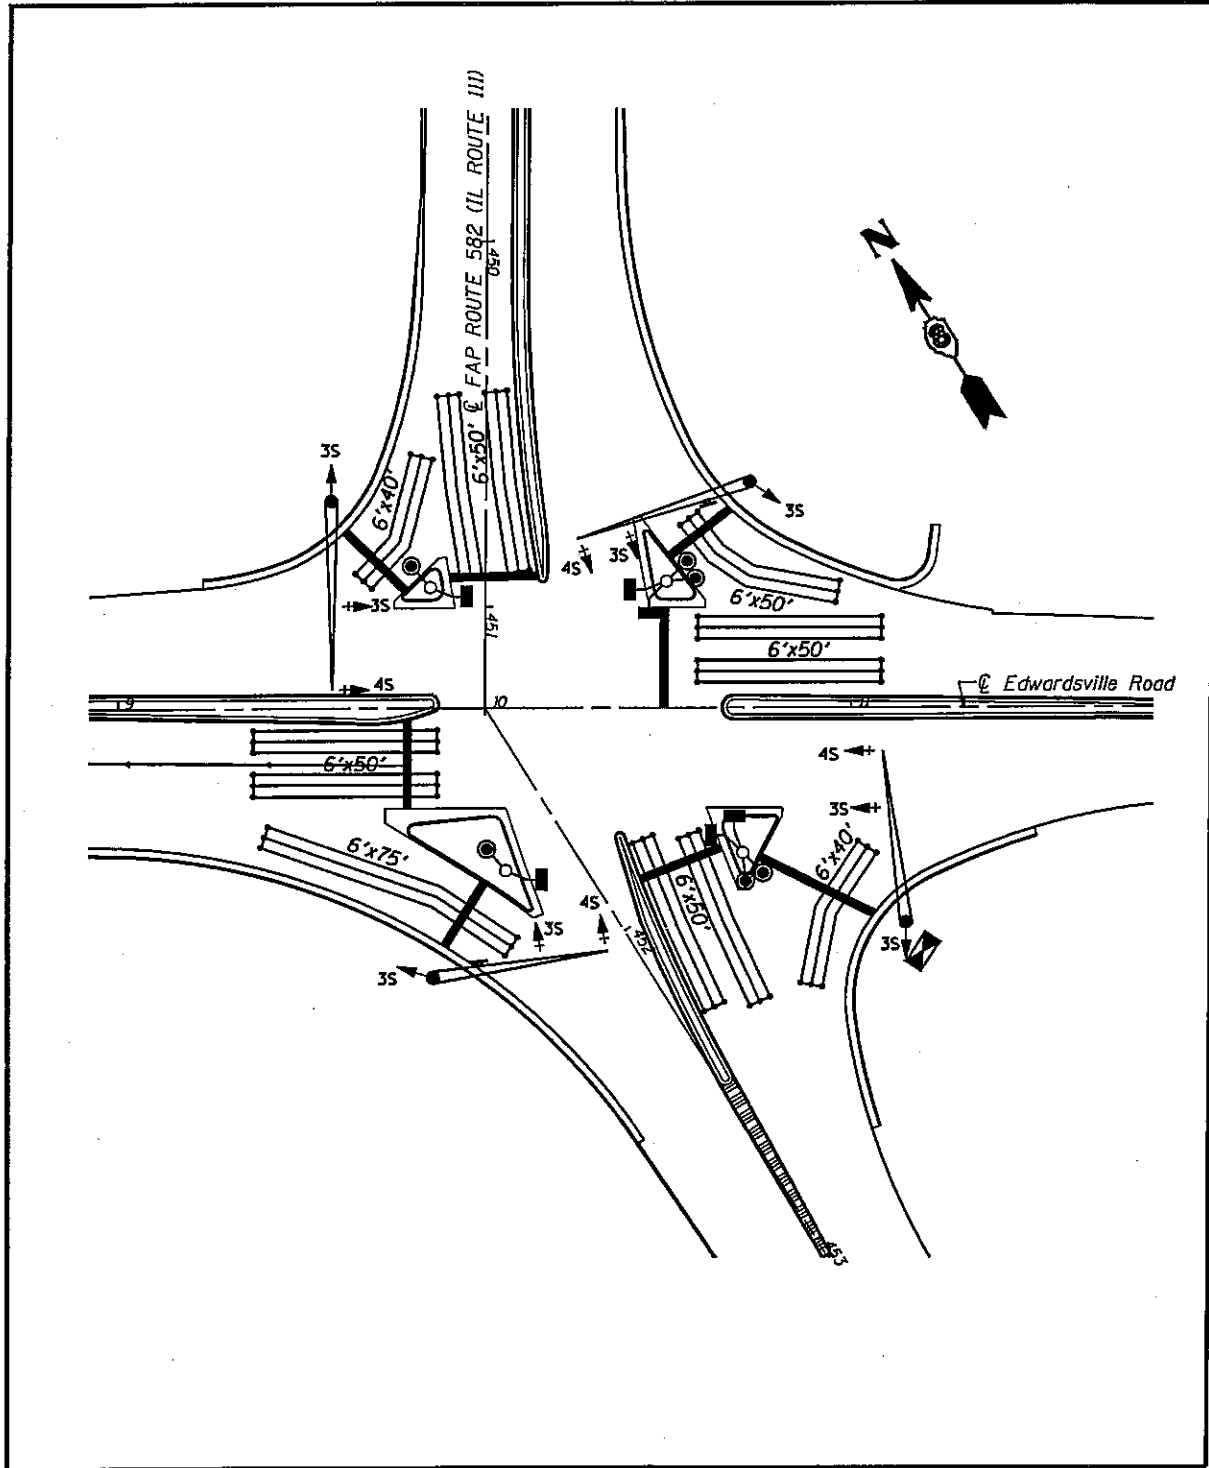 ℄ FAP ROUTE 582 (IL ROUTE 111)
450
N
3S
6'x40'
6'x50'
3S
4S
3S
3S
6'x50'
451
6'x50'
4S
9
10
11
℄ Edwardsville Road
6'x50'
4S
3S
6'x75'
6'x40'
6'x50'
4S
3S
452
3S
3S
453